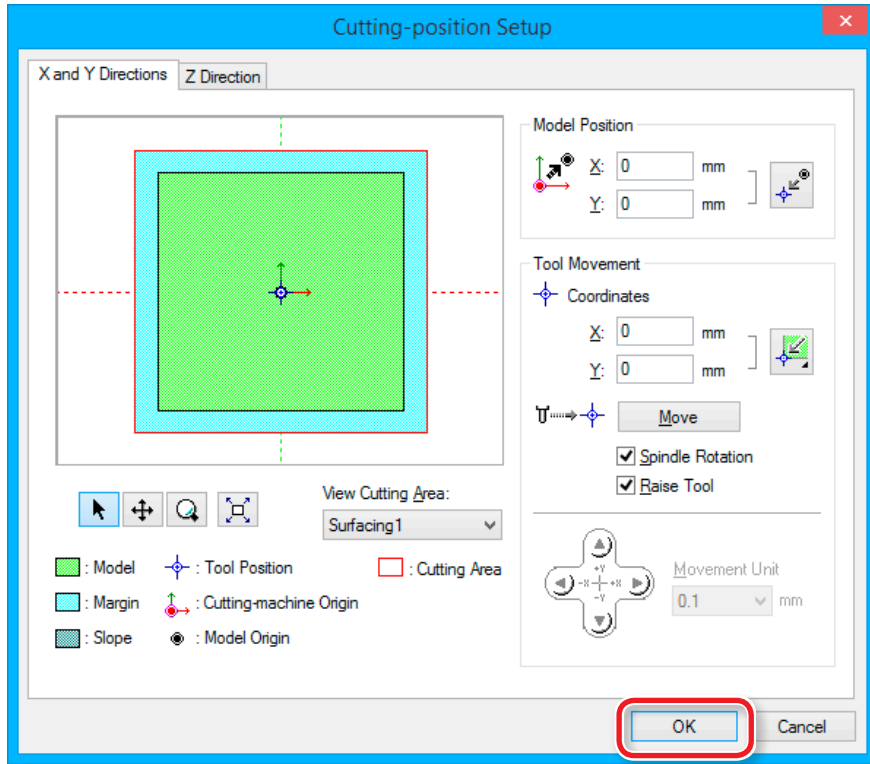 Cutting-position Setup
X and Y Directions
Z Direction
Model Position
X: 0 mm
Y: 0 mm
Tool Movement
Coordinates
X: 0 mm
Y: 0 mm
Move
Spindle Rotation
Raise Tool
View Cutting Area:
Surfacing1
: Model
: Tool Position
: Cutting Area
: Margin
: Cutting-machine Origin
: Slope
: Model Origin
+Y
-X +X
-Y
Movement Unit
0.1 mm
OK
Cancel